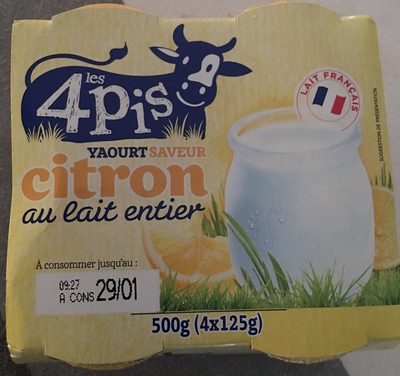 les
4pis
YAOURT SAVEUR
citron
au lait entier
LAIT FRANÇAIS
SUGGESTION DE PRÉSENTATION
À consommer jusqu'au :
09:27
A CONS 29/01
500g (4x125g)